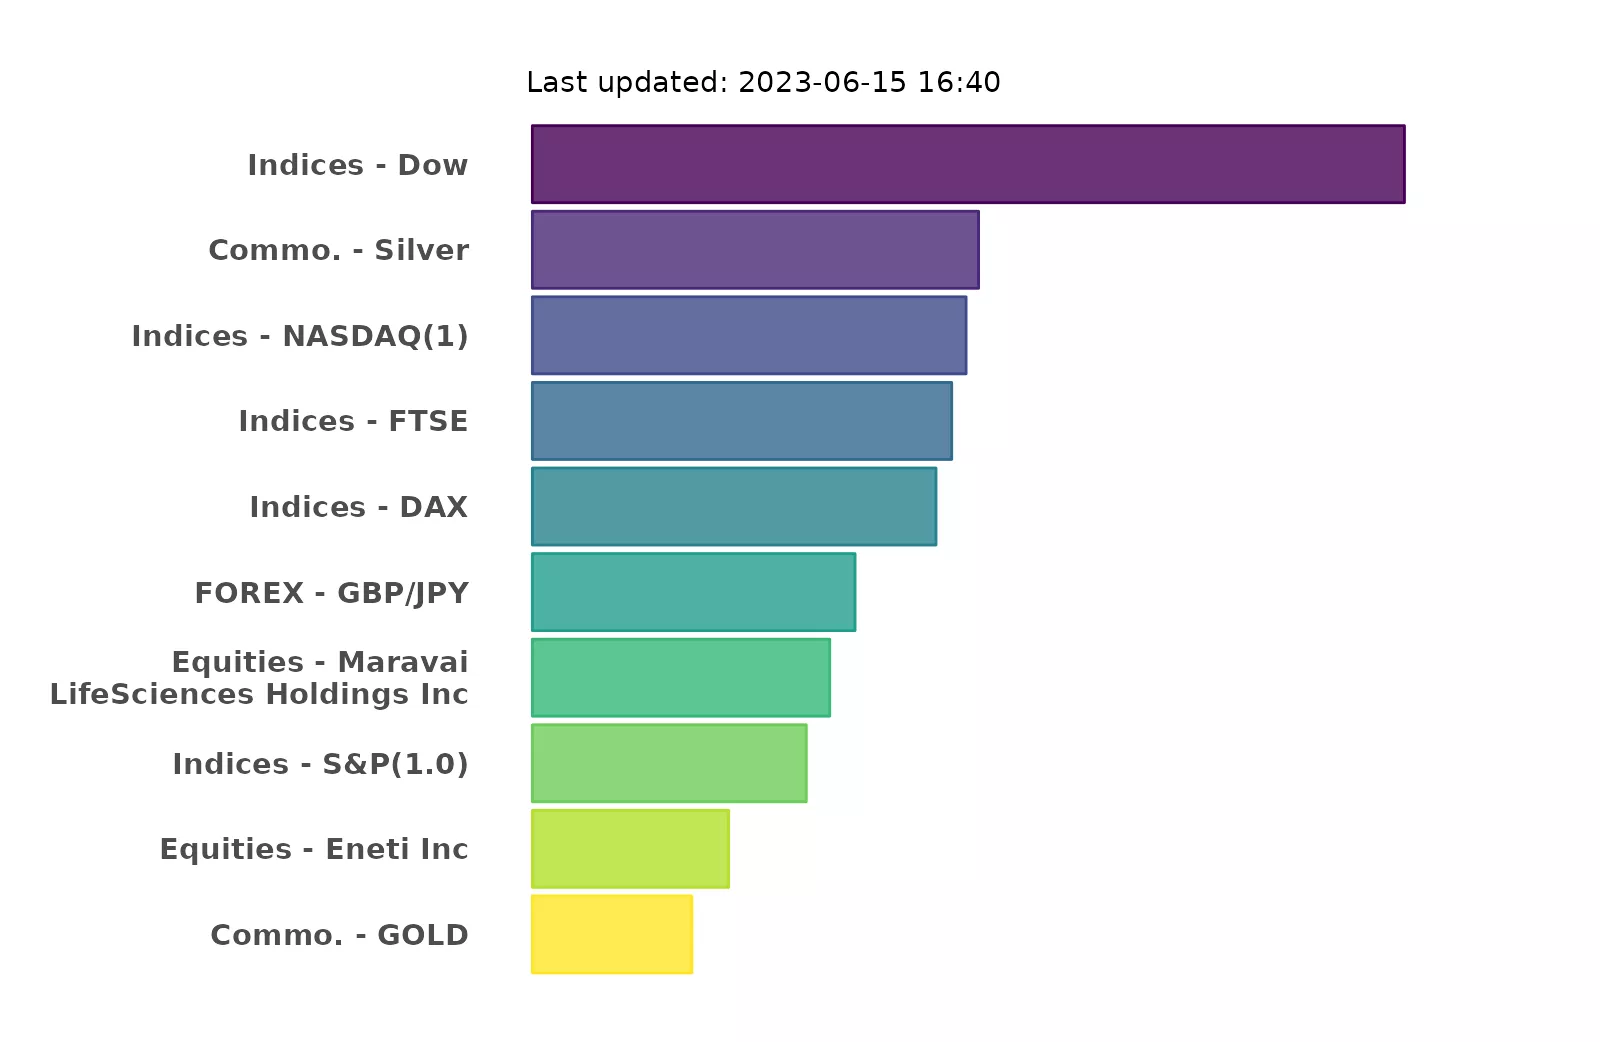 Last updated: 2023-06-15 16:40
Indices - Dow
Commo. - Silver
Indices - NASDAQ(1)
Indices - FTSE
Indices - DAX
FOREX - GBP/JPY
Equities - Maravai
LifeSciences Holdings Inc
Indices - S&P(1.0)
Equities - Eneti Inc
Commo. - GOLD